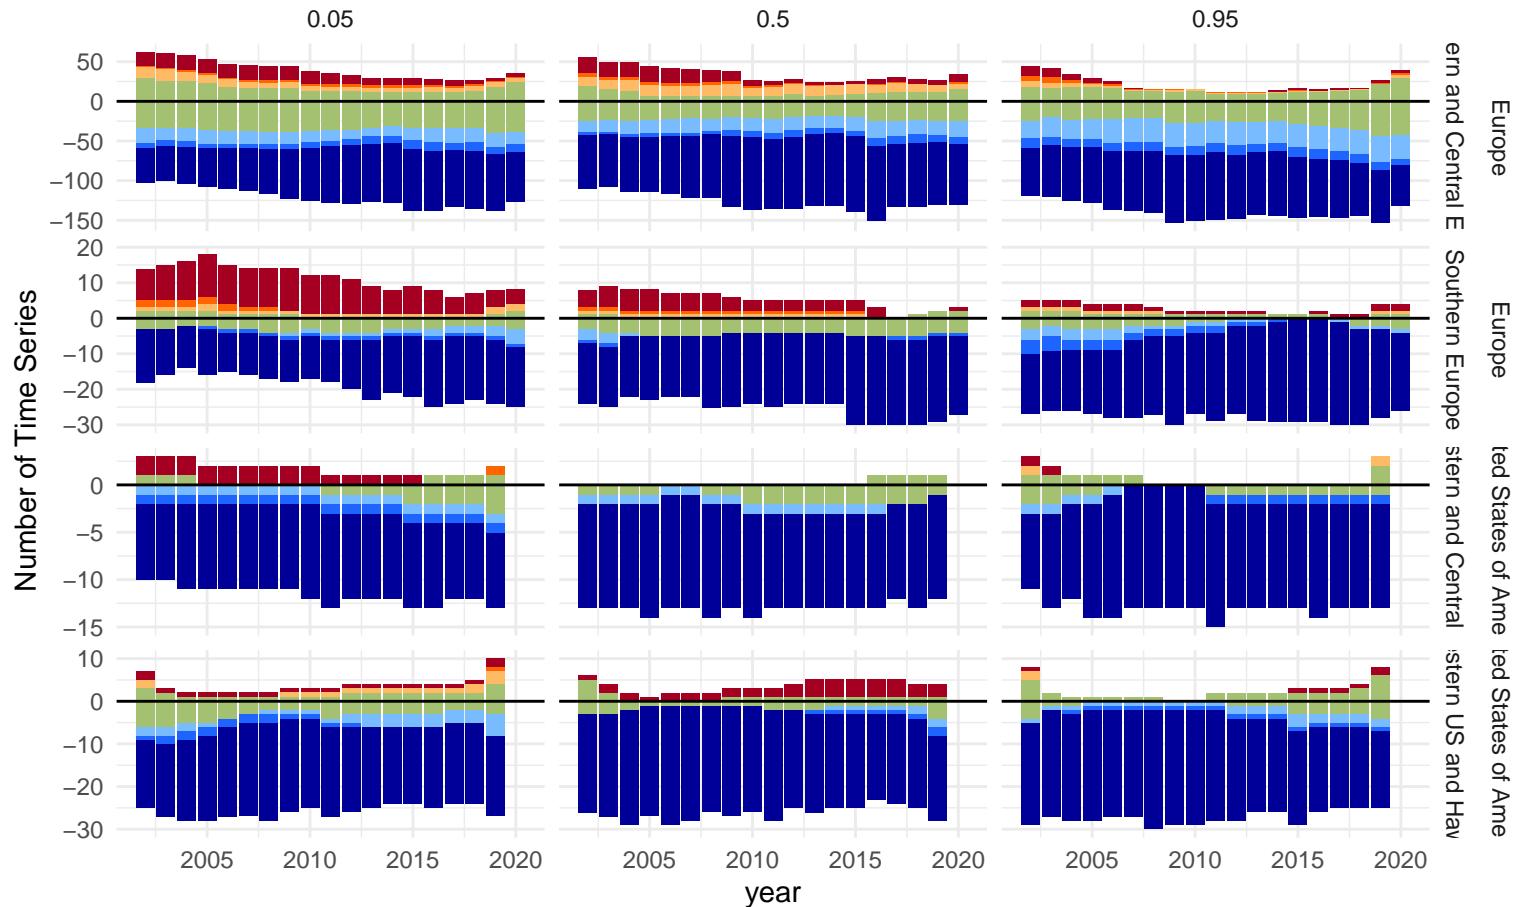 0.05 0.5 0.95
50
0
−50
−100
−150
ern and Central E
Europe
20
10
0
−10
−20
−30
Southern Europe
Europe
0
−5
−10
−15
stern and Central
ted States of Ame
10
0
−10
−20
−30
stern US and Hav
ted States of Ame
Number of Time Series
2005 2010 2015 2020 2005 2010 2015 2020 2005 2010 2015 2020
year